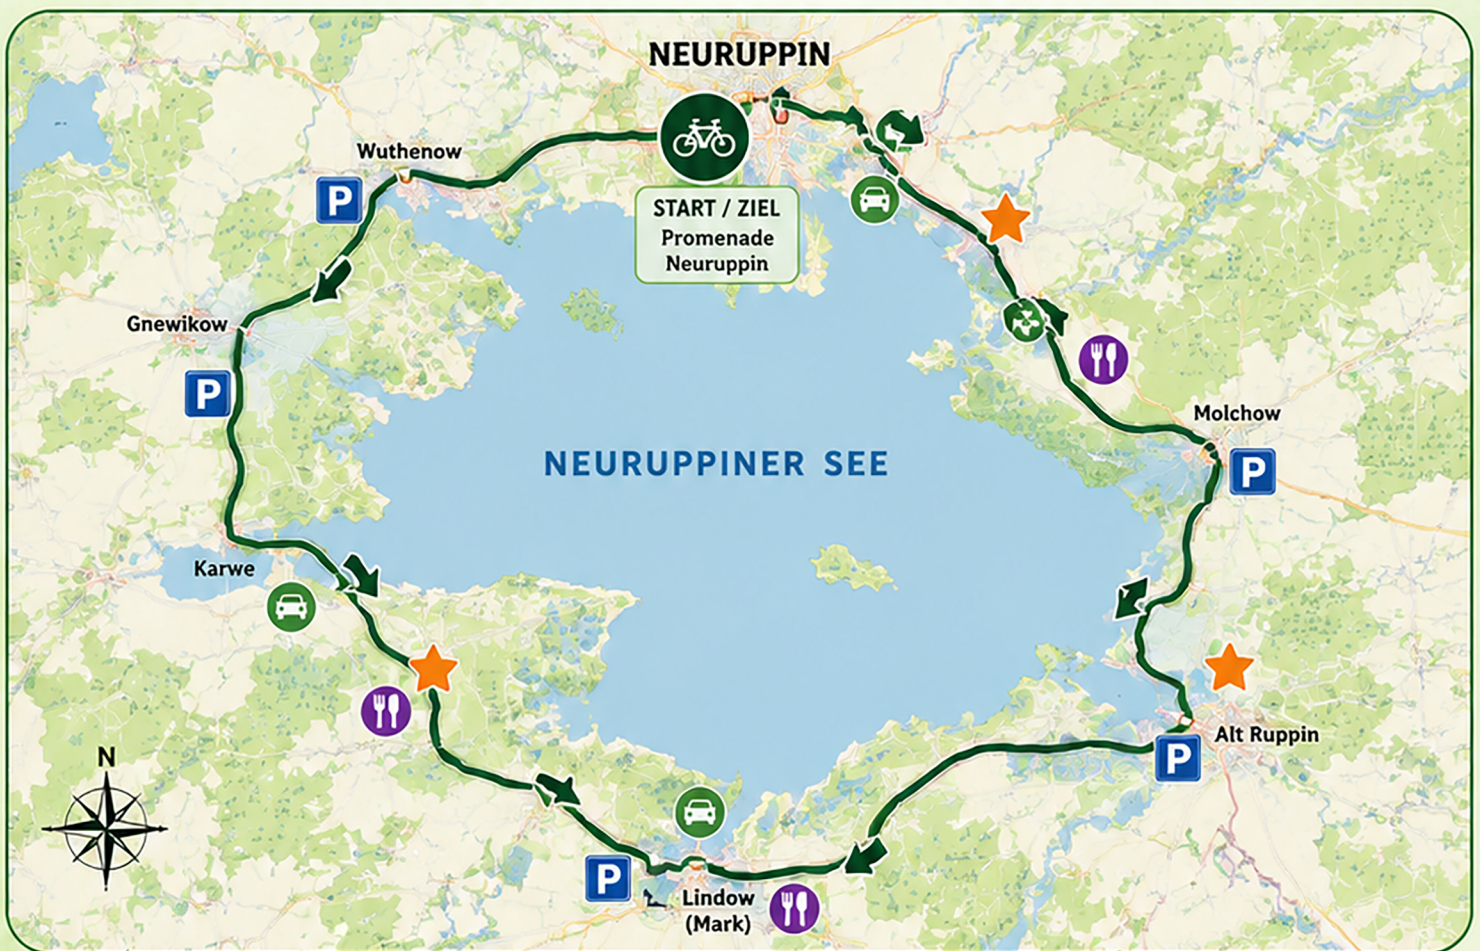 NEURUPPIN
Wuthenow
P
START / ZIEL
Promenade
Neuruppin
Gnewikow
P
Molchow
P
NEURUPPINER SEE
Karwe
Alt Ruppin
P
N
P
Lindow
(Mark)